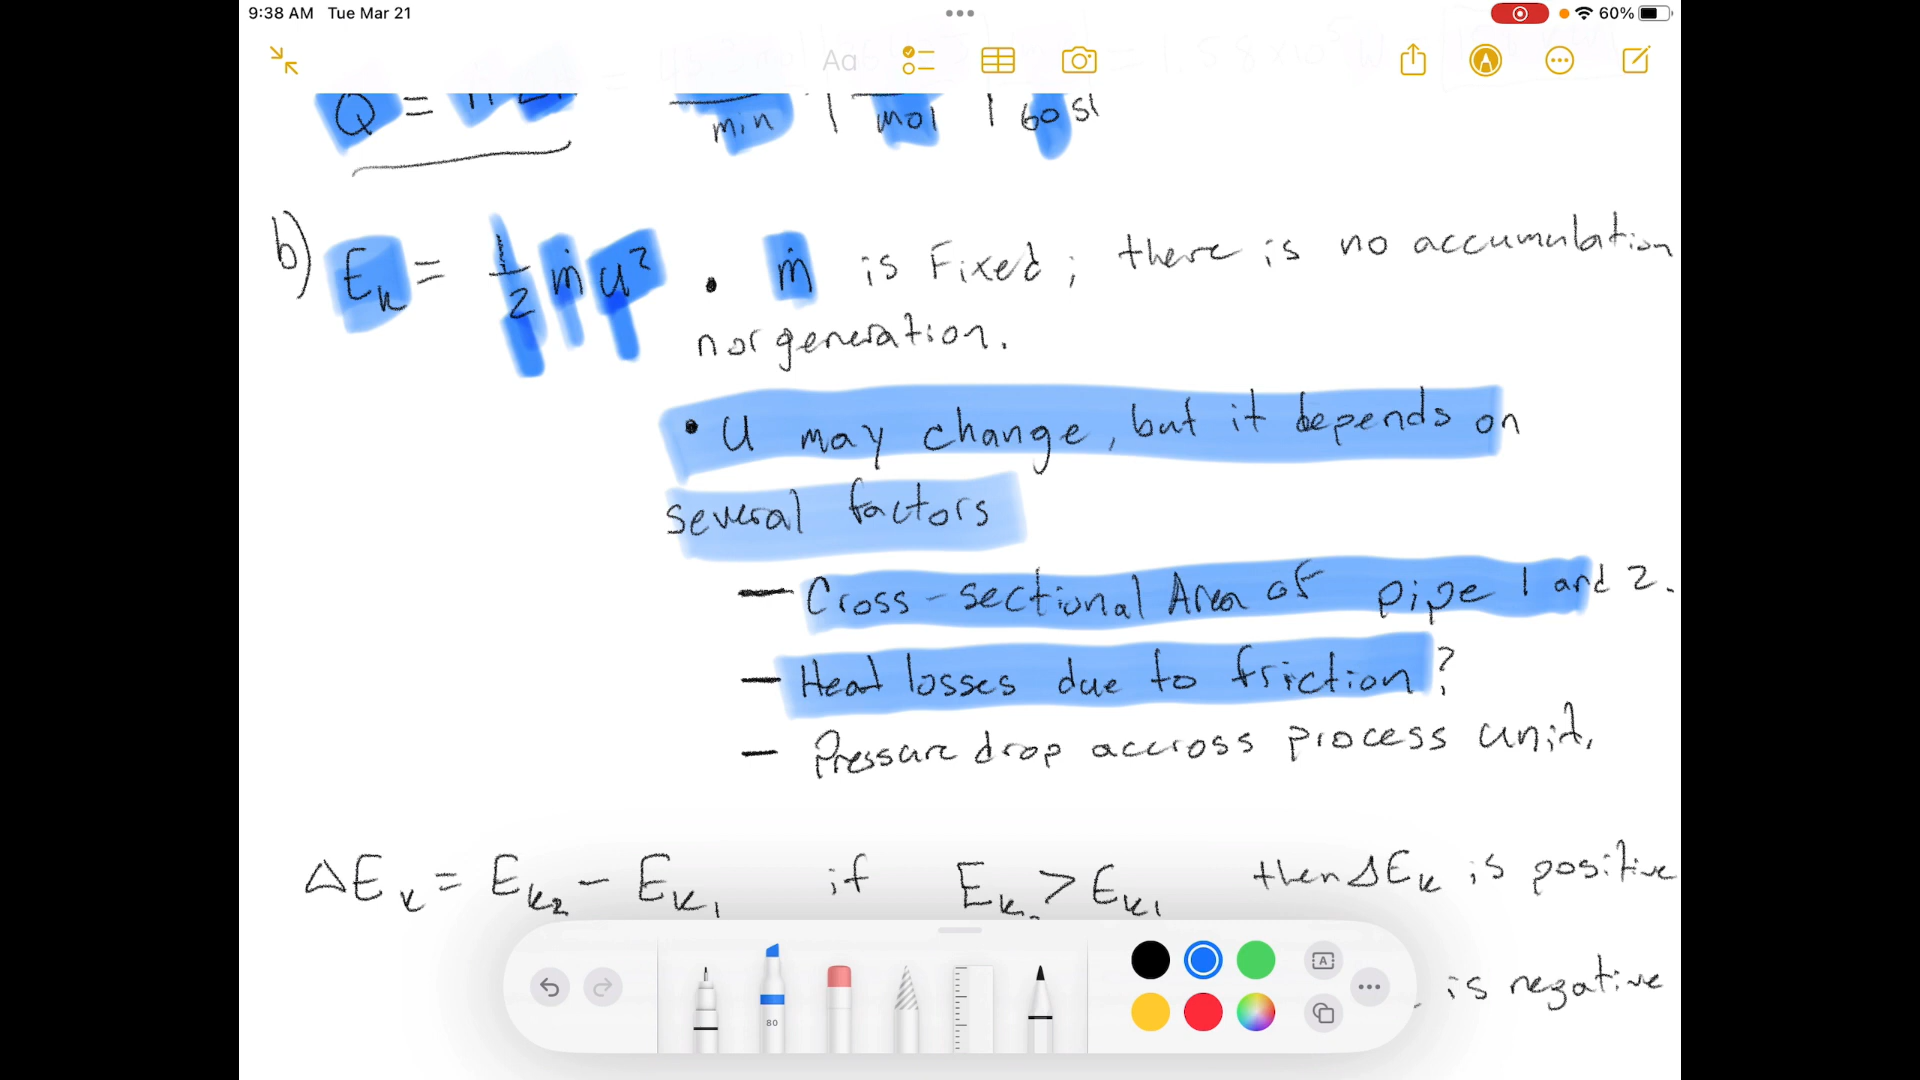 9:38 AM Tue Mar 21
60%
Aa
Q =
min | mol | 60 s|
b) Eₖ = 1/2 ṁ u² • ṁ is Fixed; there is no accumulation
nor generation.
• U may change, but it depends on
several factors
— Cross-sectional Area of pipe 1 and 2.
— Head losses due to friction?
— Pressure drop accross process unit.
ΔEₖ = Eₖ₂ - Eₖ₁ if Eₖ > Eₖ₁ then ΔEₖ is positive
is negative
80
A